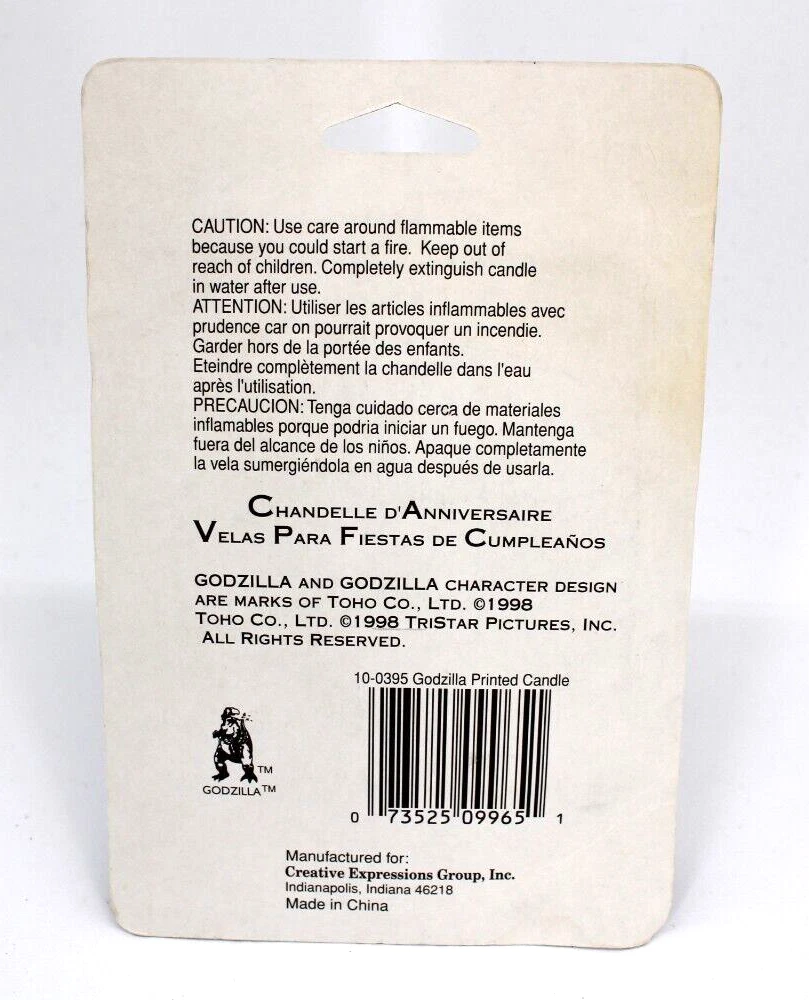 CAUTION: Use care around flammable items
because you could start a fire. Keep out of
reach of children. Completely extinguish candle
in water after use.
ATTENTION: Utiliser les articles inflammables avec
prudence car on pourrait provoquer un incendie.
Garder hors de la portée des enfants.
Eteindre complètement la chandelle dans l'eau
après l'utilisation.
PRECAUCION: Tenga cuidado cerca de materiales
inflamables porque podria iniciar un fuego. Mantenga
fuera del alcance de los niños. Apaque completamente
la vela sumergiéndola en agua después de usarla.
CHANDELLE D'ANNIVERSAIRE
VELAS PARA FIESTAS DE CUMPLEAÑOS
GODZILLA AND GODZILLA CHARACTER DESIGN
ARE MARKS OF TOHO CO., LTD. ©1998
TOHO CO., LTD. ©1998 TRISTAR PICTURES, INC.
ALL RIGHTS RESERVED.
10-0395 Godzilla Printed Candle
TM
GODZILLA™
0 73525 09965 1
Manufactured for:
Creative Expressions Group, Inc.
Indianapolis, Indiana 46218
Made in China